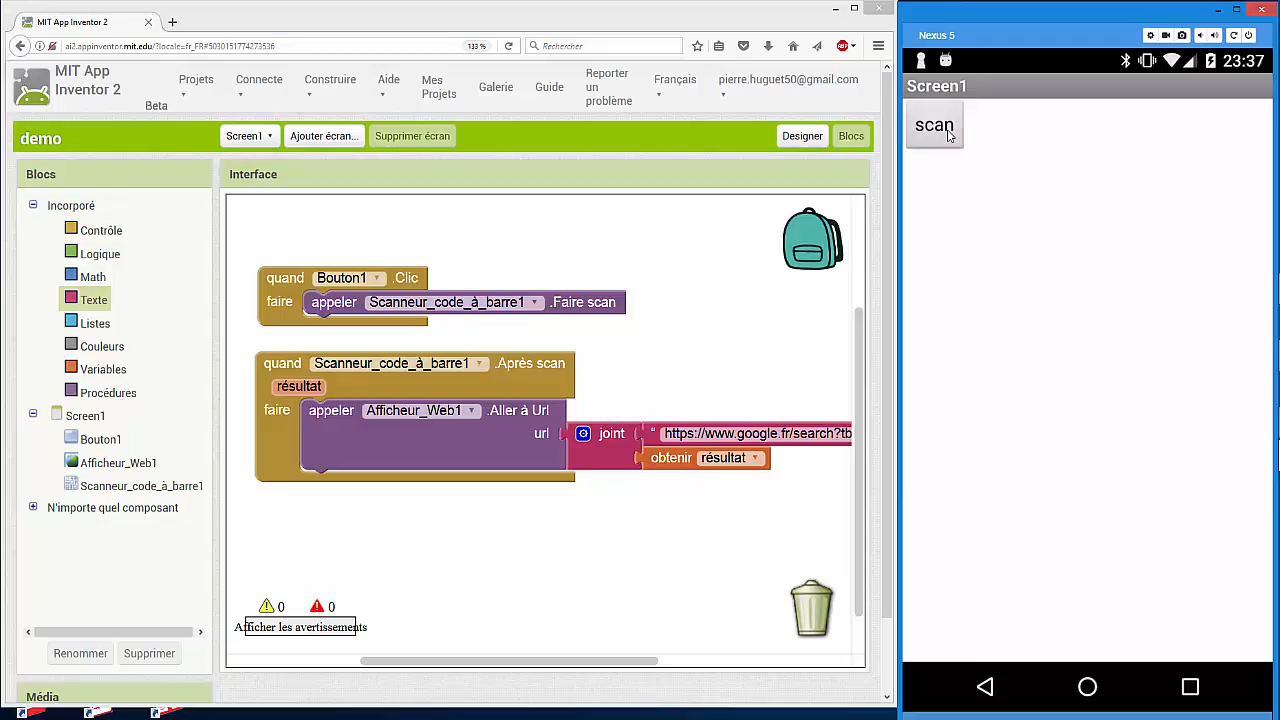 MIT App Inventor 2
ai2.appinventor.mit.edu/?locale=fr_FR#5030151774273536
133 %
Rechercher
ABP
MIT App
Inventor 2
Beta
Projets
Connecte
Construire
Aide
Mes
Projets
Galerie
Guide
Reporter
un
problème
Français
pierre.huguet50@gmail.com
demo
Screen1
Ajouter écran...
Supprimer écran
Designer
Blocs
Blocs
Interface
Incorporé
Contrôle
Logique
Math
Texte
Listes
Couleurs
Variables
Procédures
Screen1
Bouton1
Afficheur_Web1
Scanneur_code_à_barre1
N'importe quel composant
Renommer
Supprimer
Média
quand Bouton1 .Clic
faire appeler Scanneur_code_à_barre1 .Faire scan
quand Scanneur_code_à_barre1 .Après scan
résultat
faire appeler Afficheur_Web1 .Aller à Url
url joint “ https://www.google.fr/search?tb
obtenir résultat
0 0
Afficher les avertissements
Nexus 5
23:37
Screen1
scan